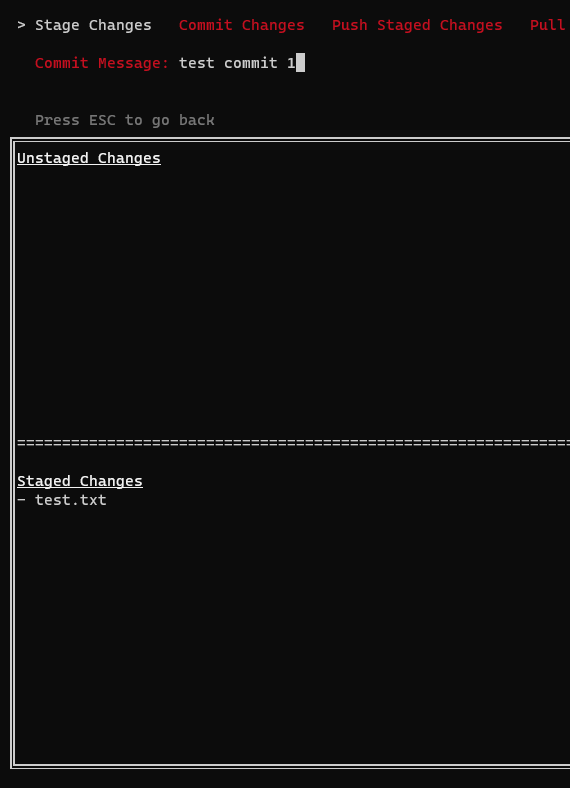 > Stage Changes   Commit Changes   Push Staged Changes   Pull
Commit Message: test commit 1
Press ESC to go back
Unstaged Changes
==============================================================
Staged Changes
− test.txt